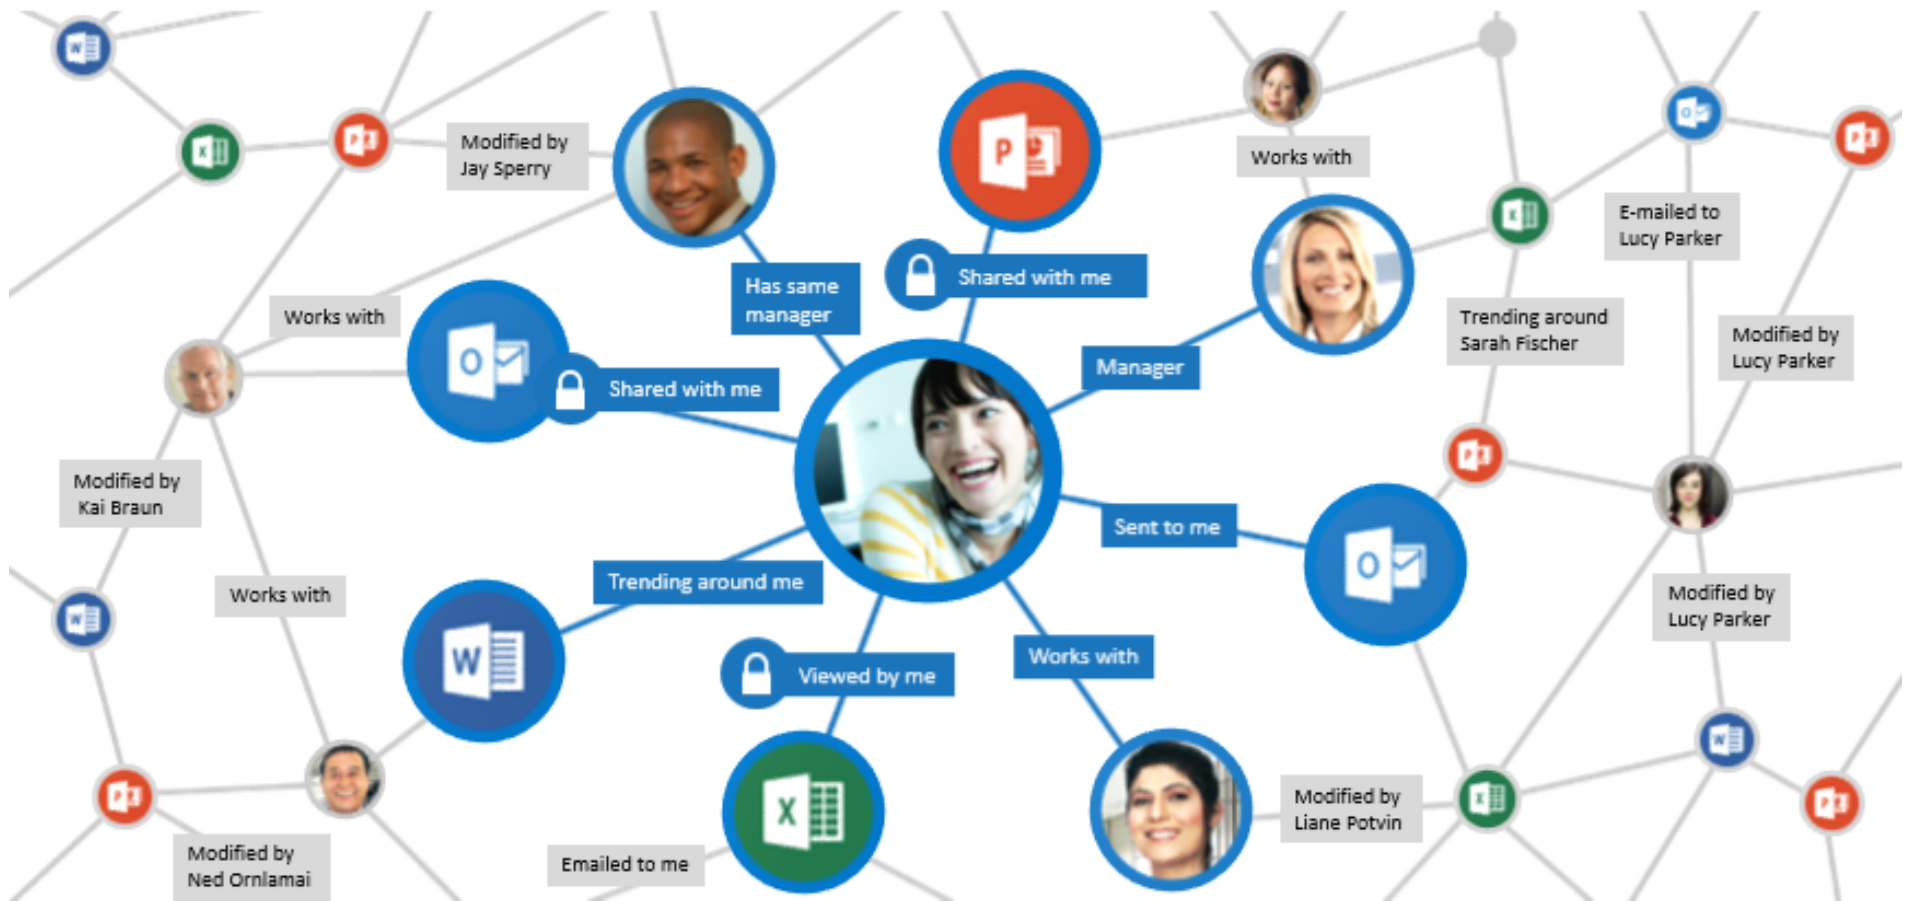 W
X
P
Modified by
Jay Sperry
P
Works with
O
P
E-mailed to
Lucy Parker
X
Has same
manager
Shared with me
Works with
Trending around
Sarah Fischer
Modified by
Lucy Parker
O
Shared with me
Manager
Modified by
Kai Braun
P
Sent to me
O
Trending around me
Works with
Modified by
Lucy Parker
W
W
Viewed by me
Works with
W
P
X
Modified by
Liane Potvin
X
P
Modified by
Ned Ornlamai
Emailed to me